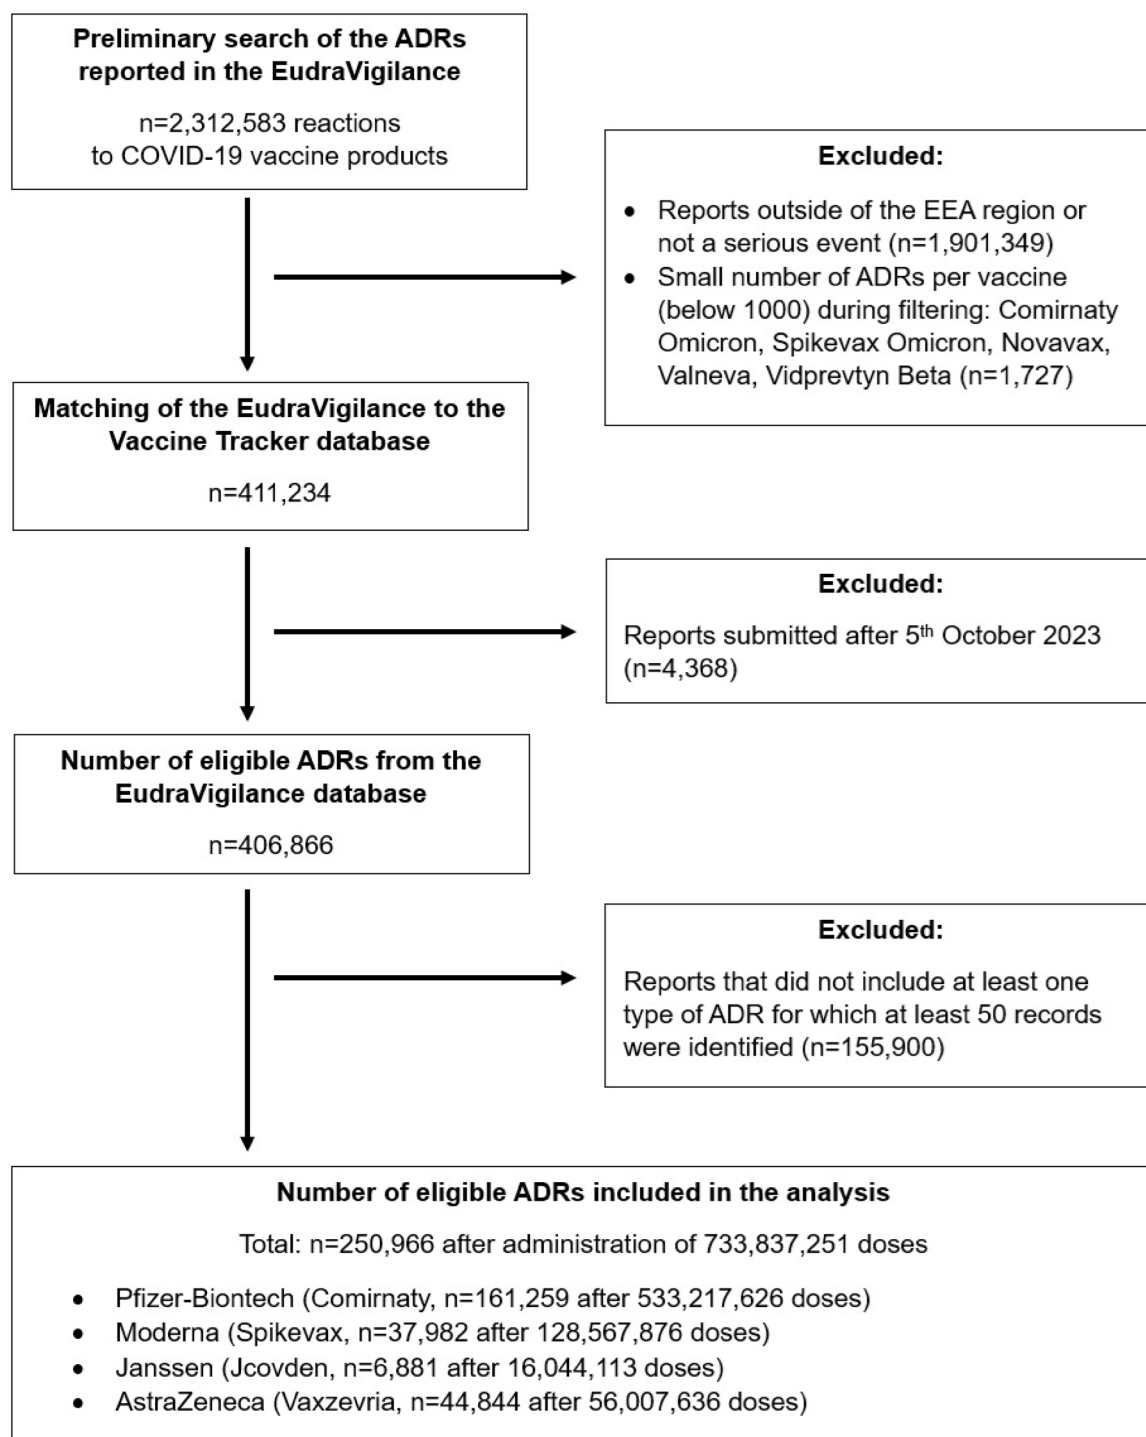 Preliminary search of the ADRs
reported in the EudraVigilance
n=2,312,583 reactions
to COVID-19 vaccine products
Excluded:
• Reports outside of the EEA region or
not a serious event (n=1,901,349)
• Small number of ADRs per vaccine
(below 1000) during filtering: Comirnaty
Omicron, Spikevax Omicron, Novavax,
Valneva, Vidprevtyn Beta (n=1,727)
Matching of the EudraVigilance to the
Vaccine Tracker database
n=411,234
Excluded:
Reports submitted after 5th October 2023
(n=4,368)
Number of eligible ADRs from the
EudraVigilance database
n=406,866
Excluded:
Reports that did not include at least one
type of ADR for which at least 50 records
were identified (n=155,900)
Number of eligible ADRs included in the analysis
Total: n=250,966 after administration of 733,837,251 doses
• Pfizer-Biontech (Comirnaty, n=161,259 after 533,217,626 doses)
• Moderna (Spikevax, n=37,982 after 128,567,876 doses)
• Janssen (Jcovden, n=6,881 after 16,044,113 doses)
• AstraZeneca (Vaxzevria, n=44,844 after 56,007,636 doses)